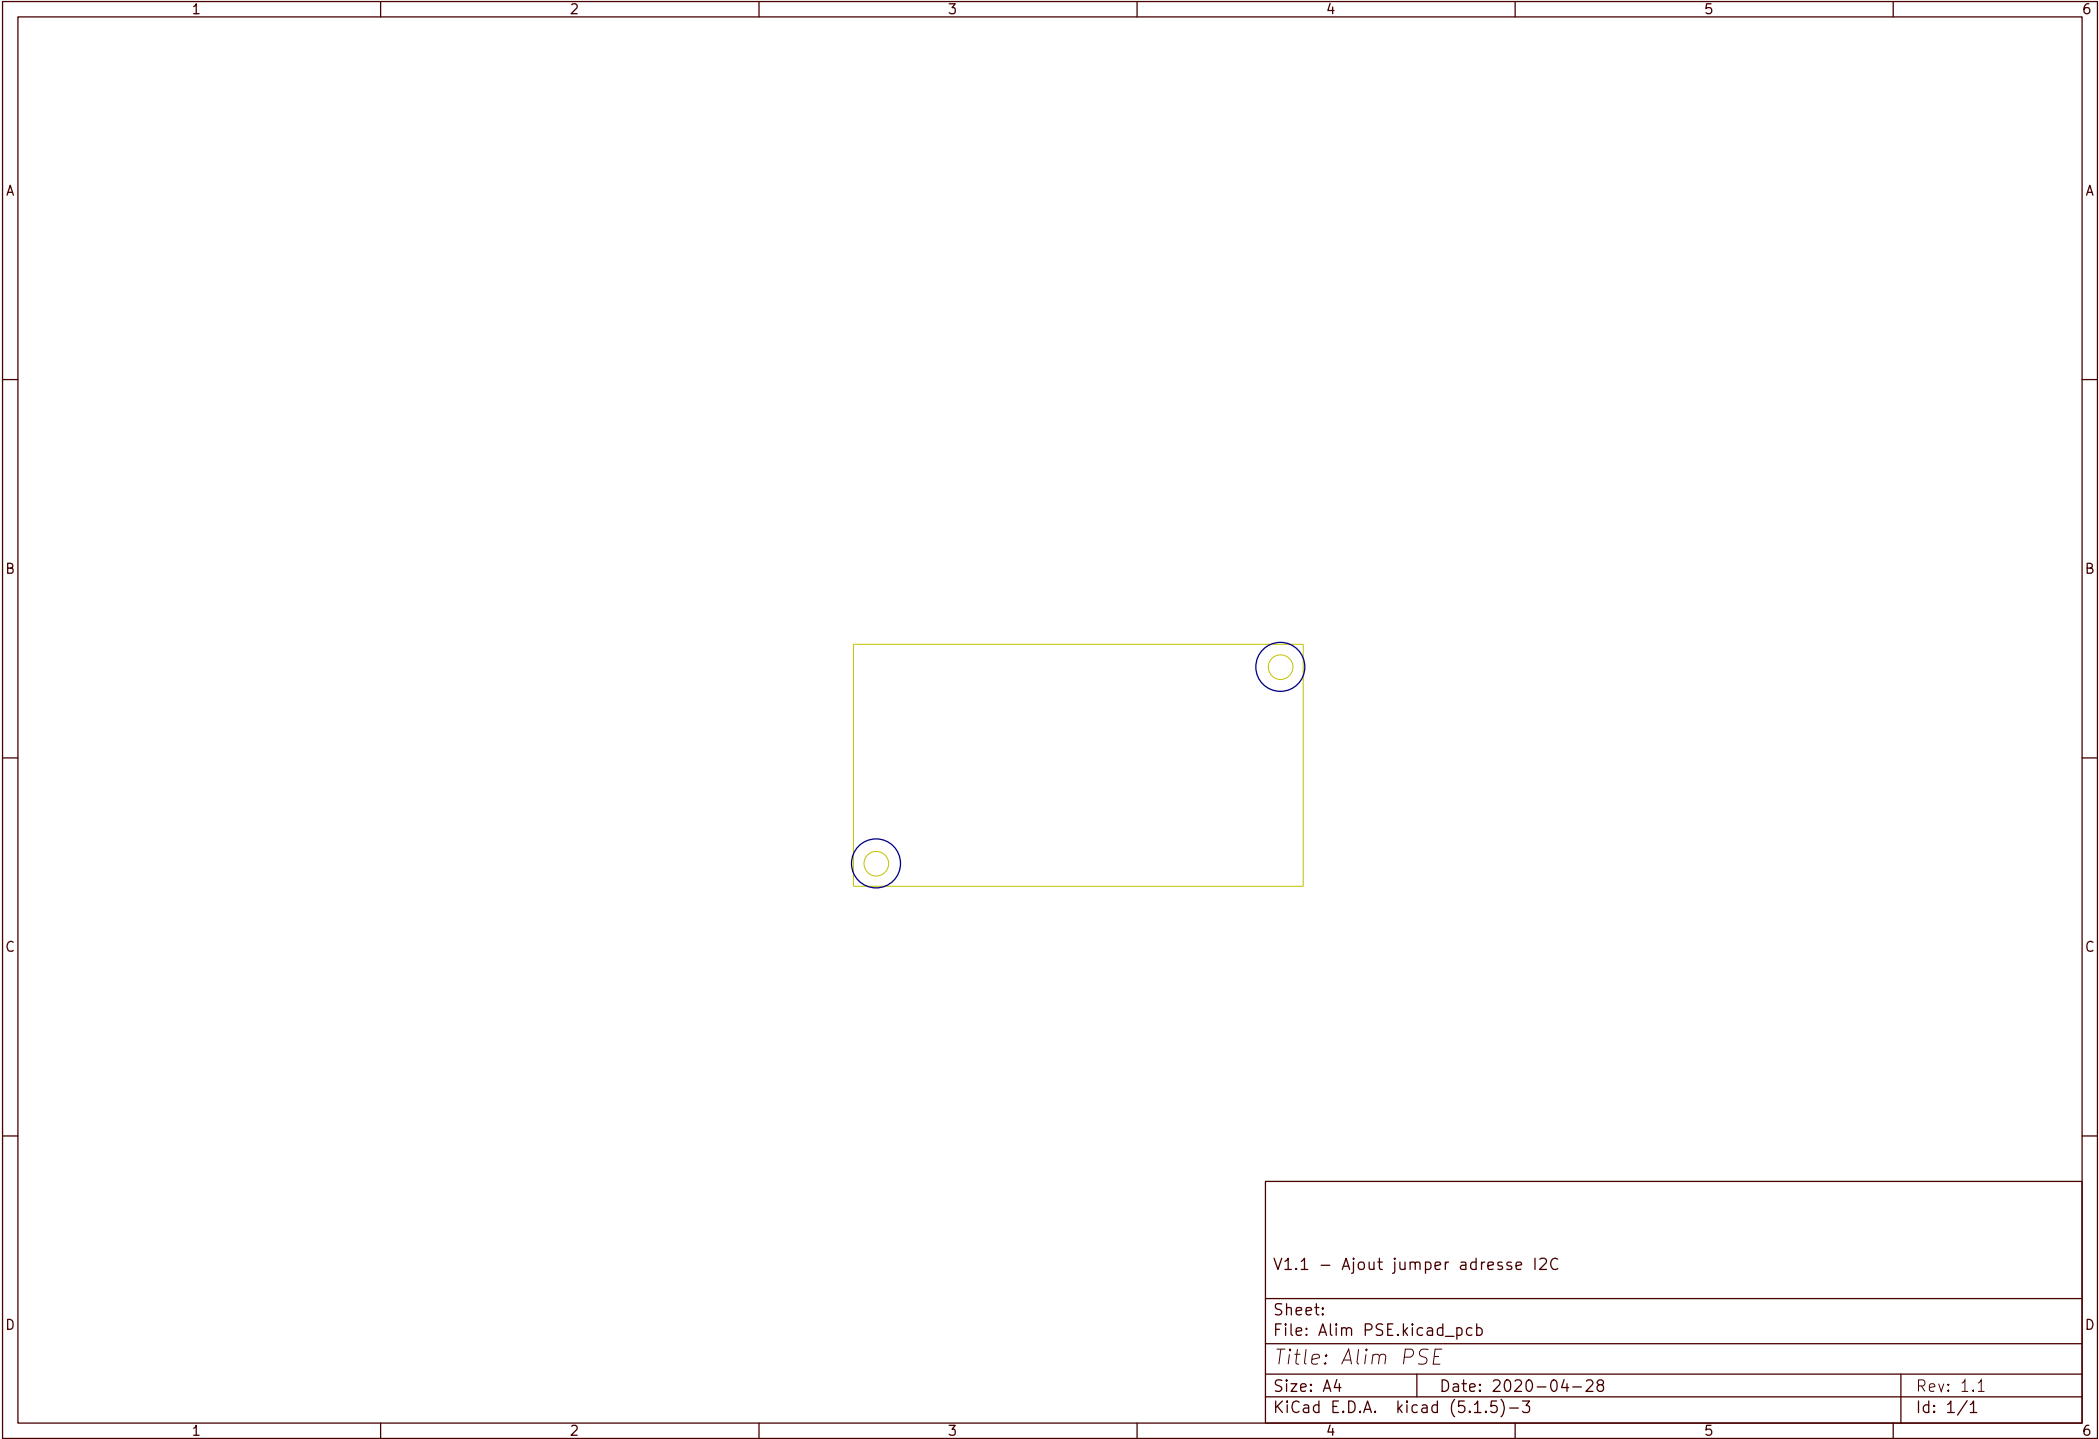 1 2 3 4 5 6
A A
B B
C C
V1.1 – Ajout jumper adresse I2C
Sheet:
File: Alim PSE.kicad_pcb
D D
Title: Alim PSE
Size: A4 Date: 2020-04-28 Rev: 1.1
KiCad E.D.A. kicad (5.1.5)-3 Id: 1/1
1 2 3 4 5 6